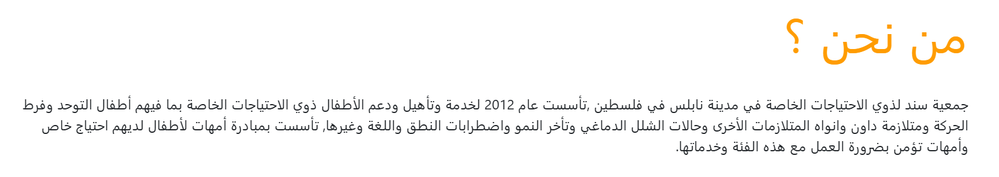 من نحن ؟
جمعية سند لذوي الاحتياجات الخاصة في مدينة نابلس في فلسطين ,تأسست عام 2012 لخدمة وتأهيل ودعم الأطفال ذوي الاحتياجات الخاصة بما فيهم أطفال التوحد وفرط
الحركة ومتلازمة داون وانواه المتلازمات الأخرى وحالات الشلل الدماغي وتأخر النمو واضطرابات النطق واللغة وغيرها, تأسست بمبادرة أمهات لأطفال لديهم احتياج خاص
وأمهات تؤمن بضرورة العمل مع هذه الفئة وخدماتها.